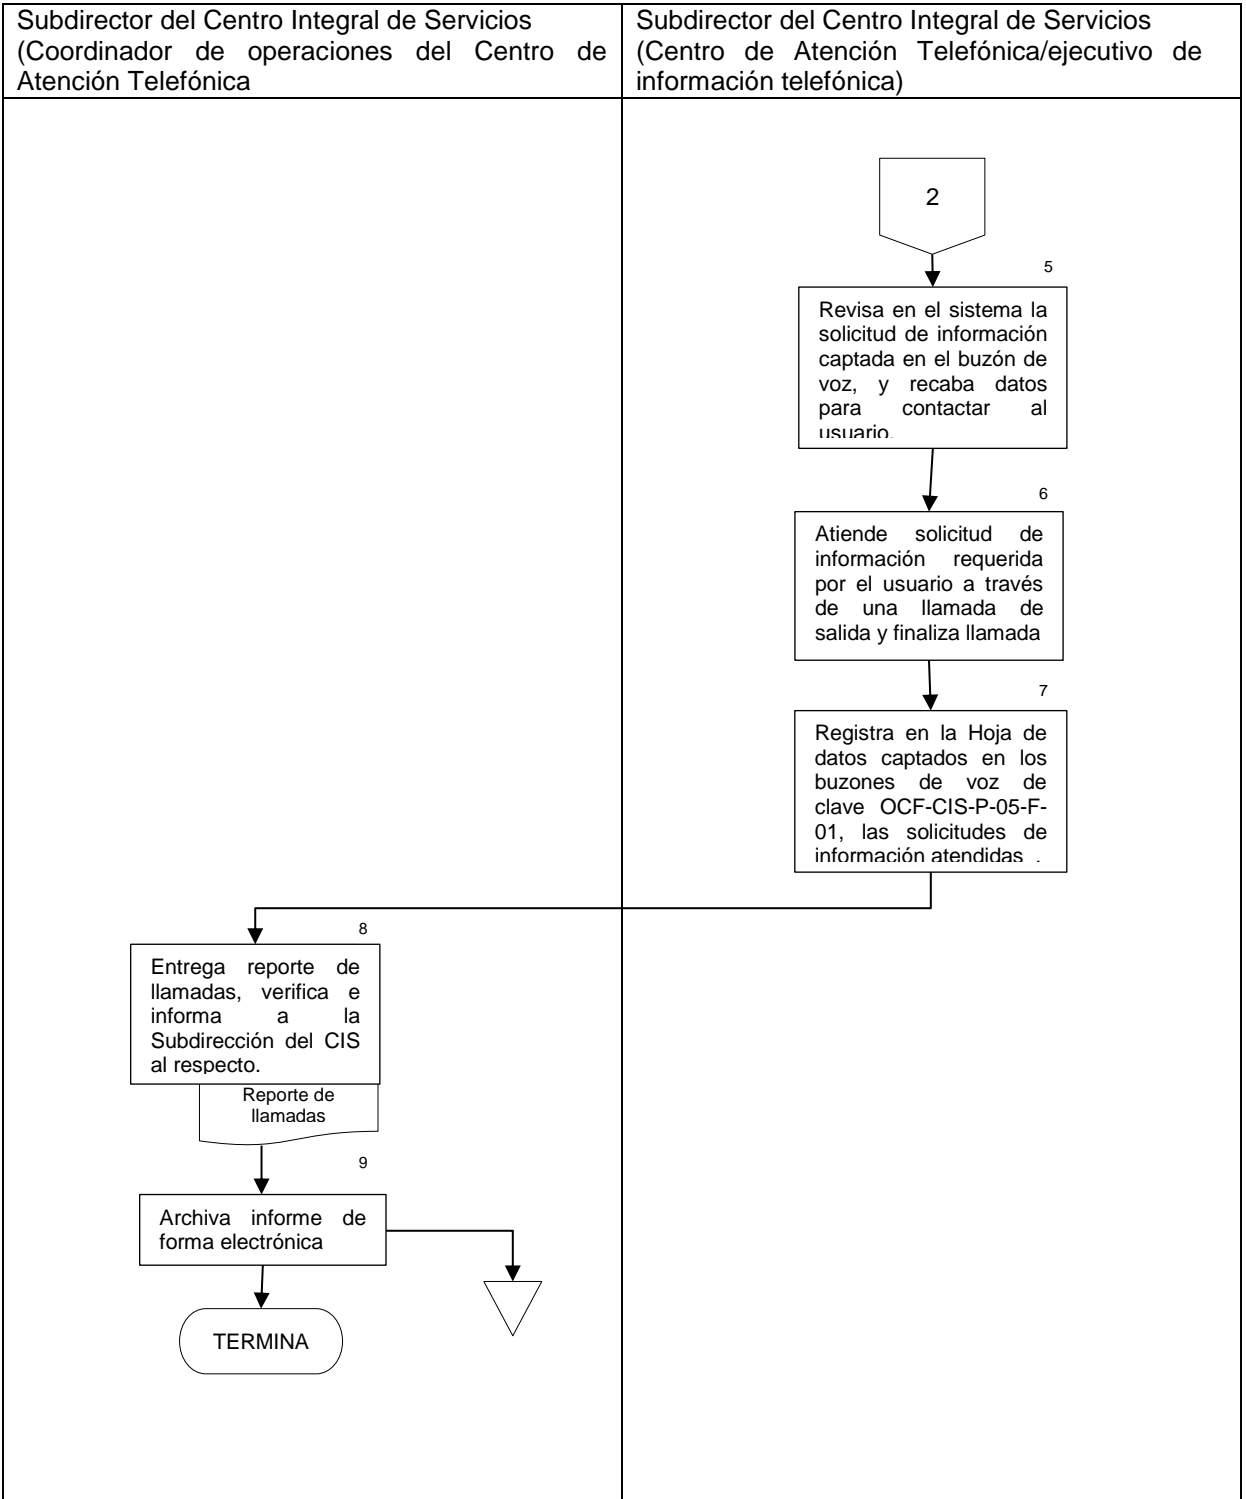 Subdirector del Centro Integral de Servicios
(Coordinador de operaciones del Centro de
Atención Telefónica
Subdirector del Centro Integral de Servicios
(Centro de Atención Telefónica/ejecutivo de
información telefónica)
2
5
Revisa en el sistema la
solicitud de información
captada en el buzón de
voz, y recaba datos
para contactar al
usuario.
6
Atiende solicitud de
información requerida
por el usuario a través
de una llamada de
salida y finaliza llamada
7
Registra en la Hoja de
datos captados en los
buzones de voz de
clave OCF-CIS-P-05-F-
01, las solicitudes de
información atendidas .
8
Entrega reporte de
llamadas, verifica e
informa a la
Subdirección del CIS
al respecto.
Reporte de
llamadas
9
Archiva informe de
forma electrónica
TERMINA